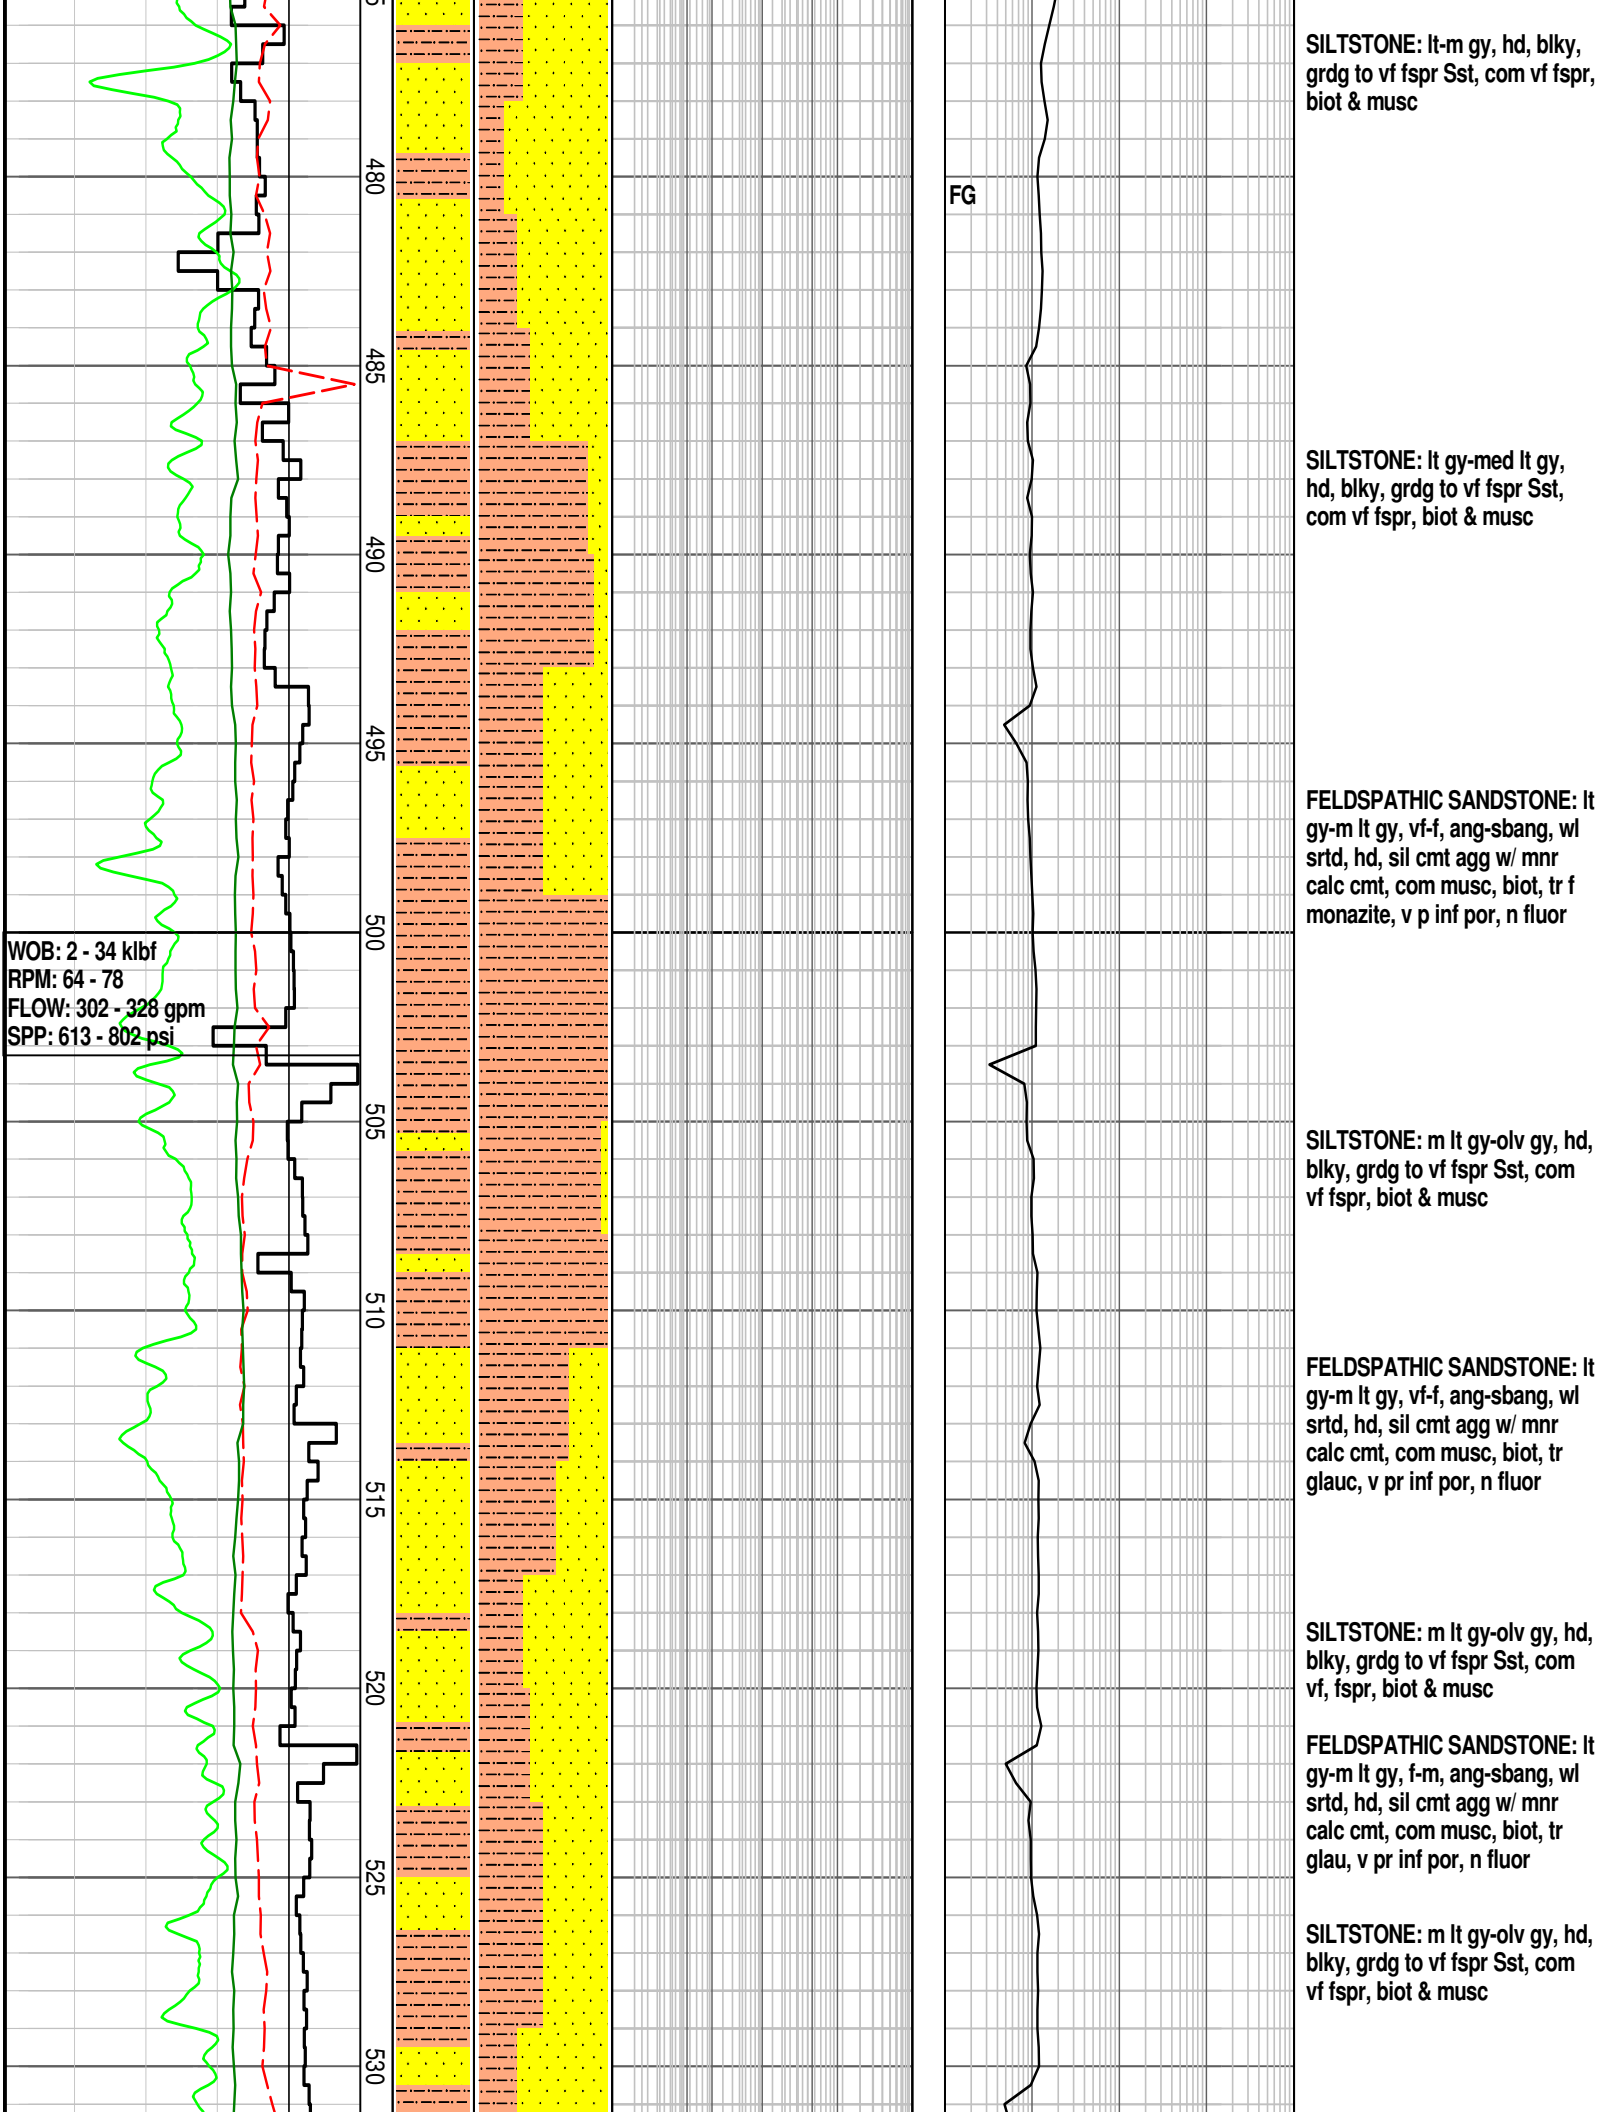 SILTSTONE: lt-m gy, hd, blky,
grdg to vf fspr Sst, com vf fspr,
biot & musc
480
FG
485
SILTSTONE: lt gy-med lt gy,
hd, blky, grdg to vf fspr Sst,
com vf fspr, biot & musc
490
495
FELDSPATHIC SANDSTONE: lt
gy-m lt gy, vf-f, ang-sbang, wl
srtd, hd, sil cmt agg w/ mnr
calc cmt, com musc, biot, tr f
monazite, v p inf por, n fluor
500
WOB: 2 - 34 klbf
RPM: 64 - 78
FLOW: 302 - 328 gpm
SPP: 613 - 802 psi
505
SILTSTONE: m lt gy-olv gy, hd,
blky, grdg to vf fspr Sst, com
vf fspr, biot & musc
510
FELDSPATHIC SANDSTONE: lt
gy-m lt gy, vf-f, ang-sbang, wl
srtd, hd, sil cmt agg w/ mnr
calc cmt, com musc, biot, tr
glauc, v pr inf por, n fluor
515
SILTSTONE: m lt gy-olv gy, hd,
blky, grdg to vf fspr Sst, com
vf, fspr, biot & musc
520
FELDSPATHIC SANDSTONE: lt
gy-m lt gy, f-m, ang-sbang, wl
srtd, hd, sil cmt agg w/ mnr
calc cmt, com musc, biot, tr
glau, v pr inf por, n fluor
525
SILTSTONE: m lt gy-olv gy, hd,
blky, grdg to vf fspr Sst, com
vf fspr, biot & musc
530